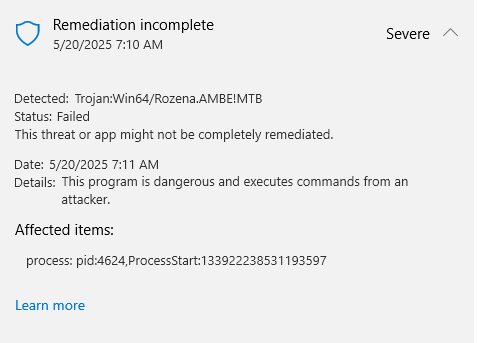 Remediation incomplete
5/20/2025 7:10 AM
Severe
Detected: Trojan:Win64/Rozena.AMBE!MTB
Status: Failed
This threat or app might not be completely remediated.
Date: 5/20/2025 7:11 AM
Details: This program is dangerous and executes commands from an
attacker.
Affected items:
process: pid:4624,ProcessStart:133922238531193597
Learn more